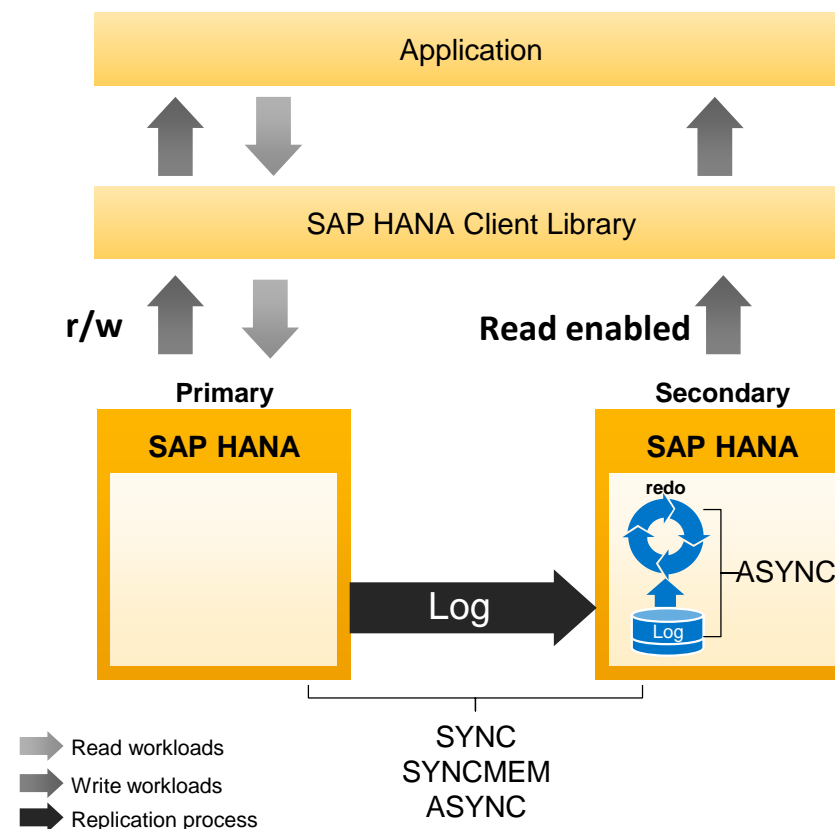 Application
SAP HANA Client Library
r/w
Read enabled
Primary
Secondary
SAP HANA
SAP HANA
redo
ASYNC
Log
Log
SYNC
SYNCMEM
ASYNC
Read workloads
Write workloads
Replication process